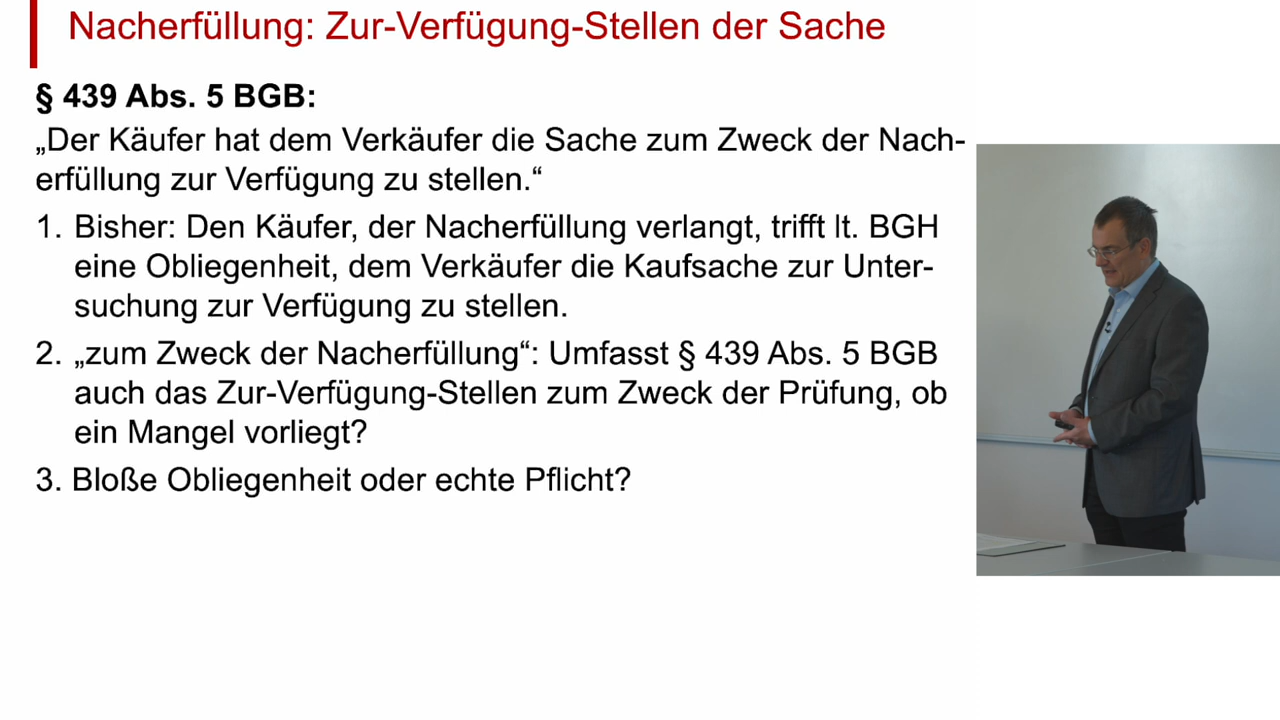 Nacherfüllung: Zur-Verfügung-Stellen der Sache
§ 439 Abs. 5 BGB:
„Der Käufer hat dem Verkäufer die Sache zum Zweck der Nach-
erfüllung zur Verfügung zu stellen.“
1. Bisher: Den Käufer, der Nacherfüllung verlangt, trifft lt. BGH
eine Obliegenheit, dem Verkäufer die Kaufsache zur Unter-
suchung zur Verfügung zu stellen.
2. „zum Zweck der Nacherfüllung“: Umfasst § 439 Abs. 5 BGB
auch das Zur-Verfügung-Stellen zum Zweck der Prüfung, ob
ein Mangel vorliegt?
3. Bloße Obliegenheit oder echte Pflicht?